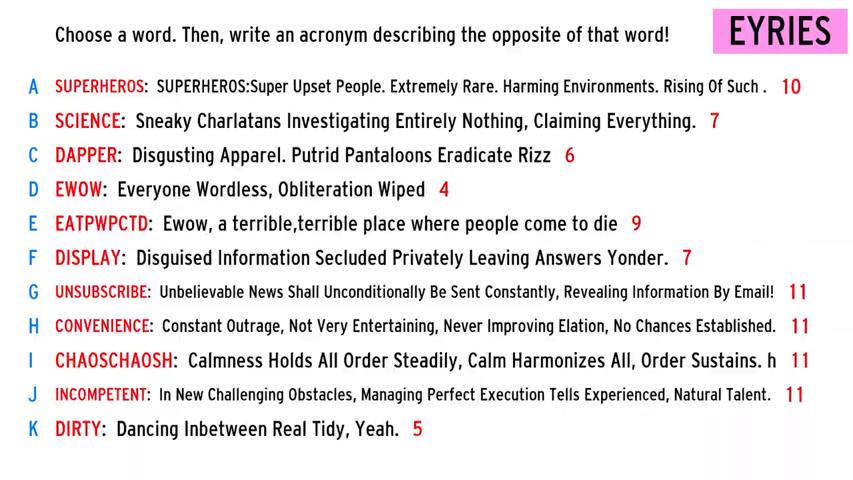 Choose a word. Then, write an acronym describing the opposite of that word!
EYRIES
A SUPERHEROS: SUPERHEROS:Super Upset People. Extremely Rare. Harming Environments. Rising Of Such . 10
B SCIENCE: Sneaky Charlatans Investigating Entirely Nothing, Claiming Everything. 7
C DAPPER: Disgusting Apparel. Putrid Pantaloons Eradicate Rizz 6
D EWOW: Everyone Wordless, Obliteration Wiped 4
E EATPWPCTD: Ewow, a terrible,terrible place where people come to die 9
F DISPLAY: Disguised Information Secluded Privately Leaving Answers Yonder. 7
G UNSUBSCRIBE: Unbelievable News Shall Unconditionally Be Sent Constantly, Revealing Information By Email! 11
H CONVENIENCE: Constant Outrage, Not Very Entertaining, Never Improving Elation, No Chances Established. 11
I CHAOSCHAOSH: Calmness Holds All Order Steadily, Calm Harmonizes All, Order Sustains. h 11
J INCOMPETENT: In New Challenging Obstacles, Managing Perfect Execution Tells Experienced, Natural Talent. 11
K DIRTY: Dancing Inbetween Real Tidy, Yeah. 5